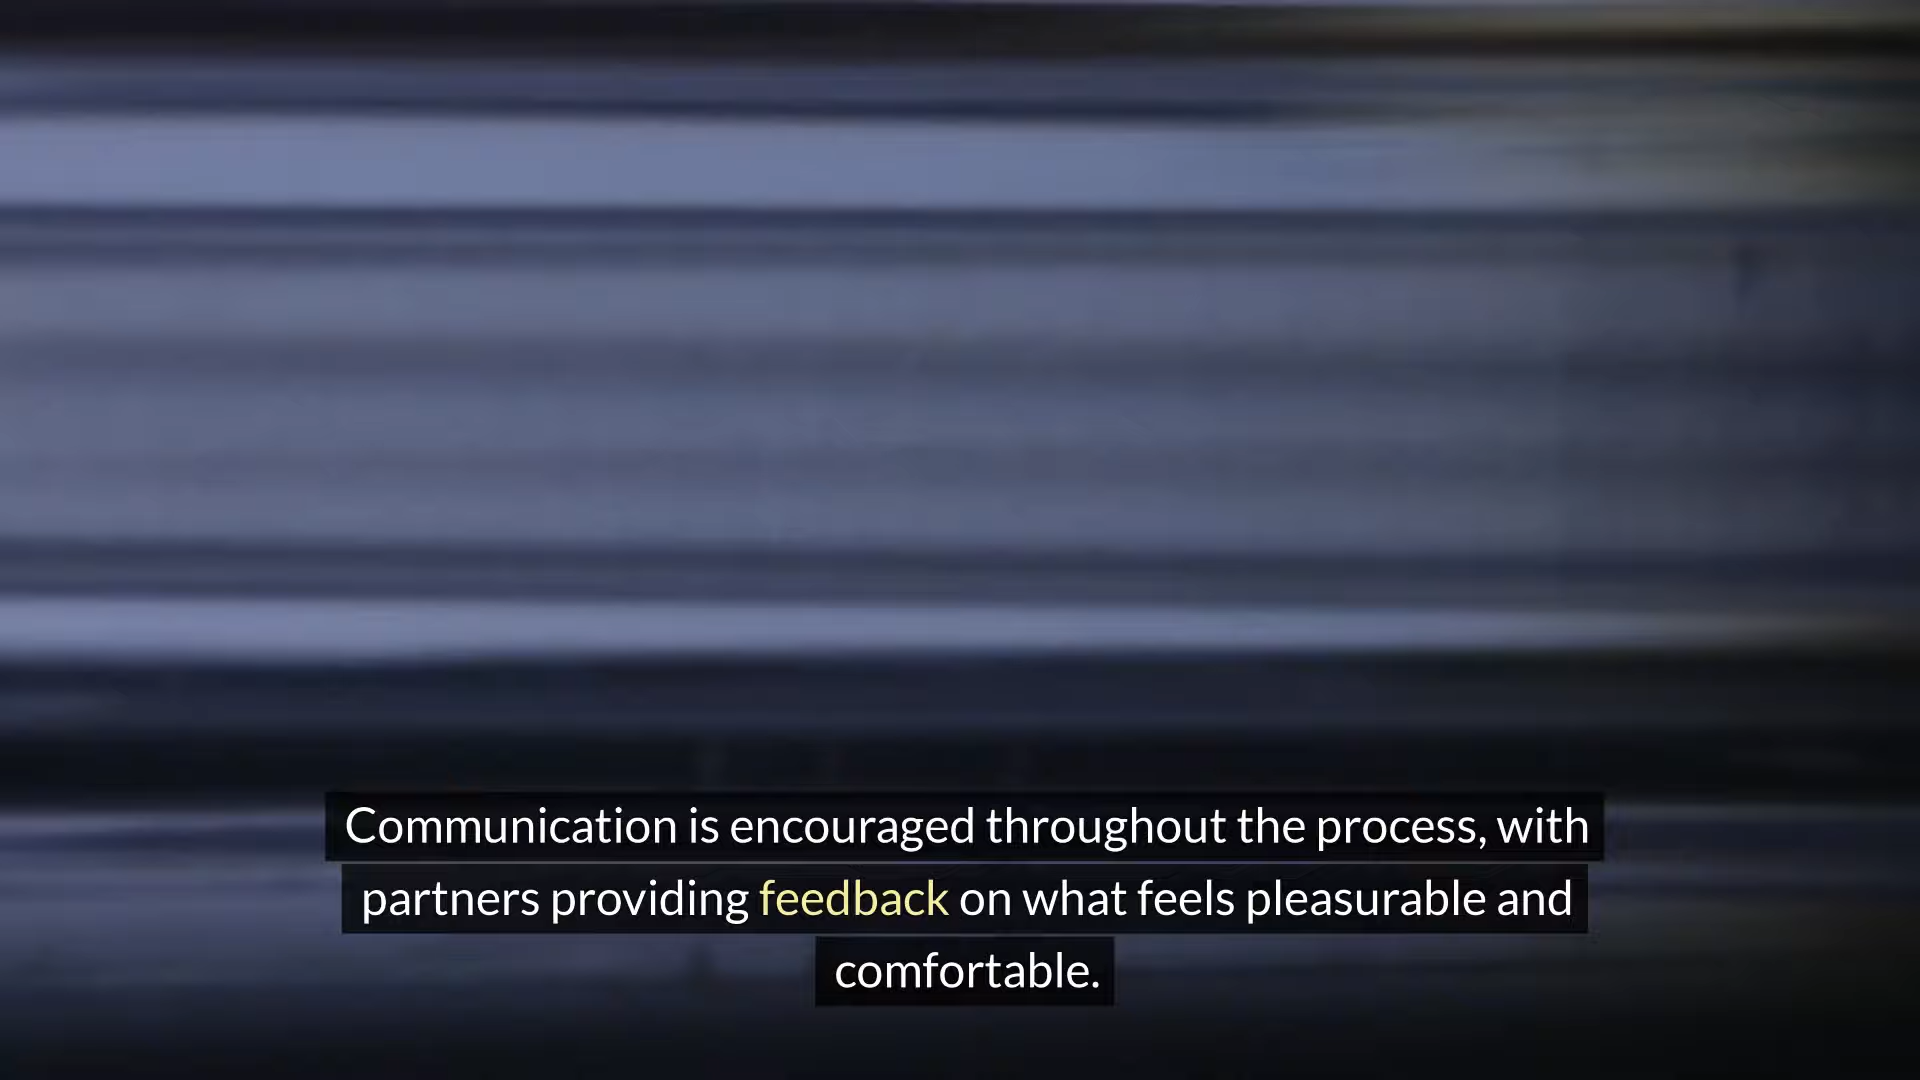 Communication is encouraged throughout the process, with
partners providing feedback on what feels pleasurable and
comfortable.